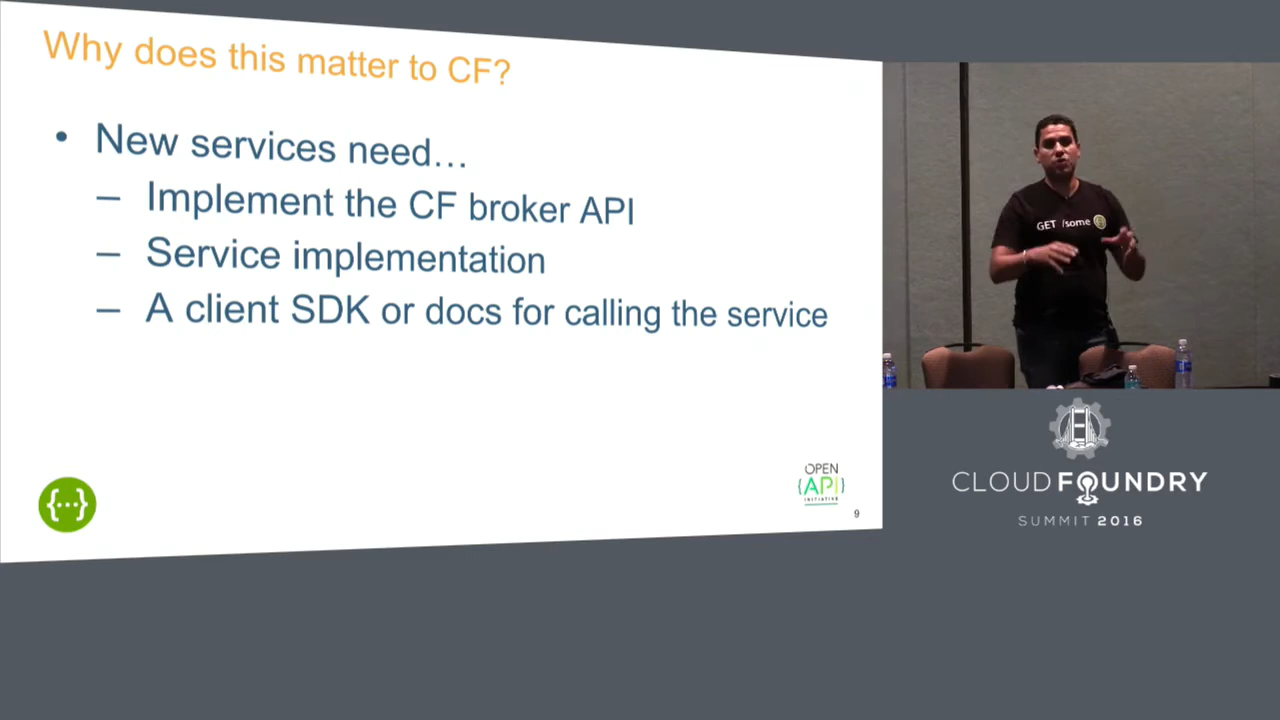 Why does this matter to CF?
• New services need…
– Implement the CF broker API
– Service implementation
– A client SDK or docs for calling the service
{···}
OPEN
{API}
INITIATIVE
9
GET /some
CLOUD FOUNDRY
SUMMIT 2016